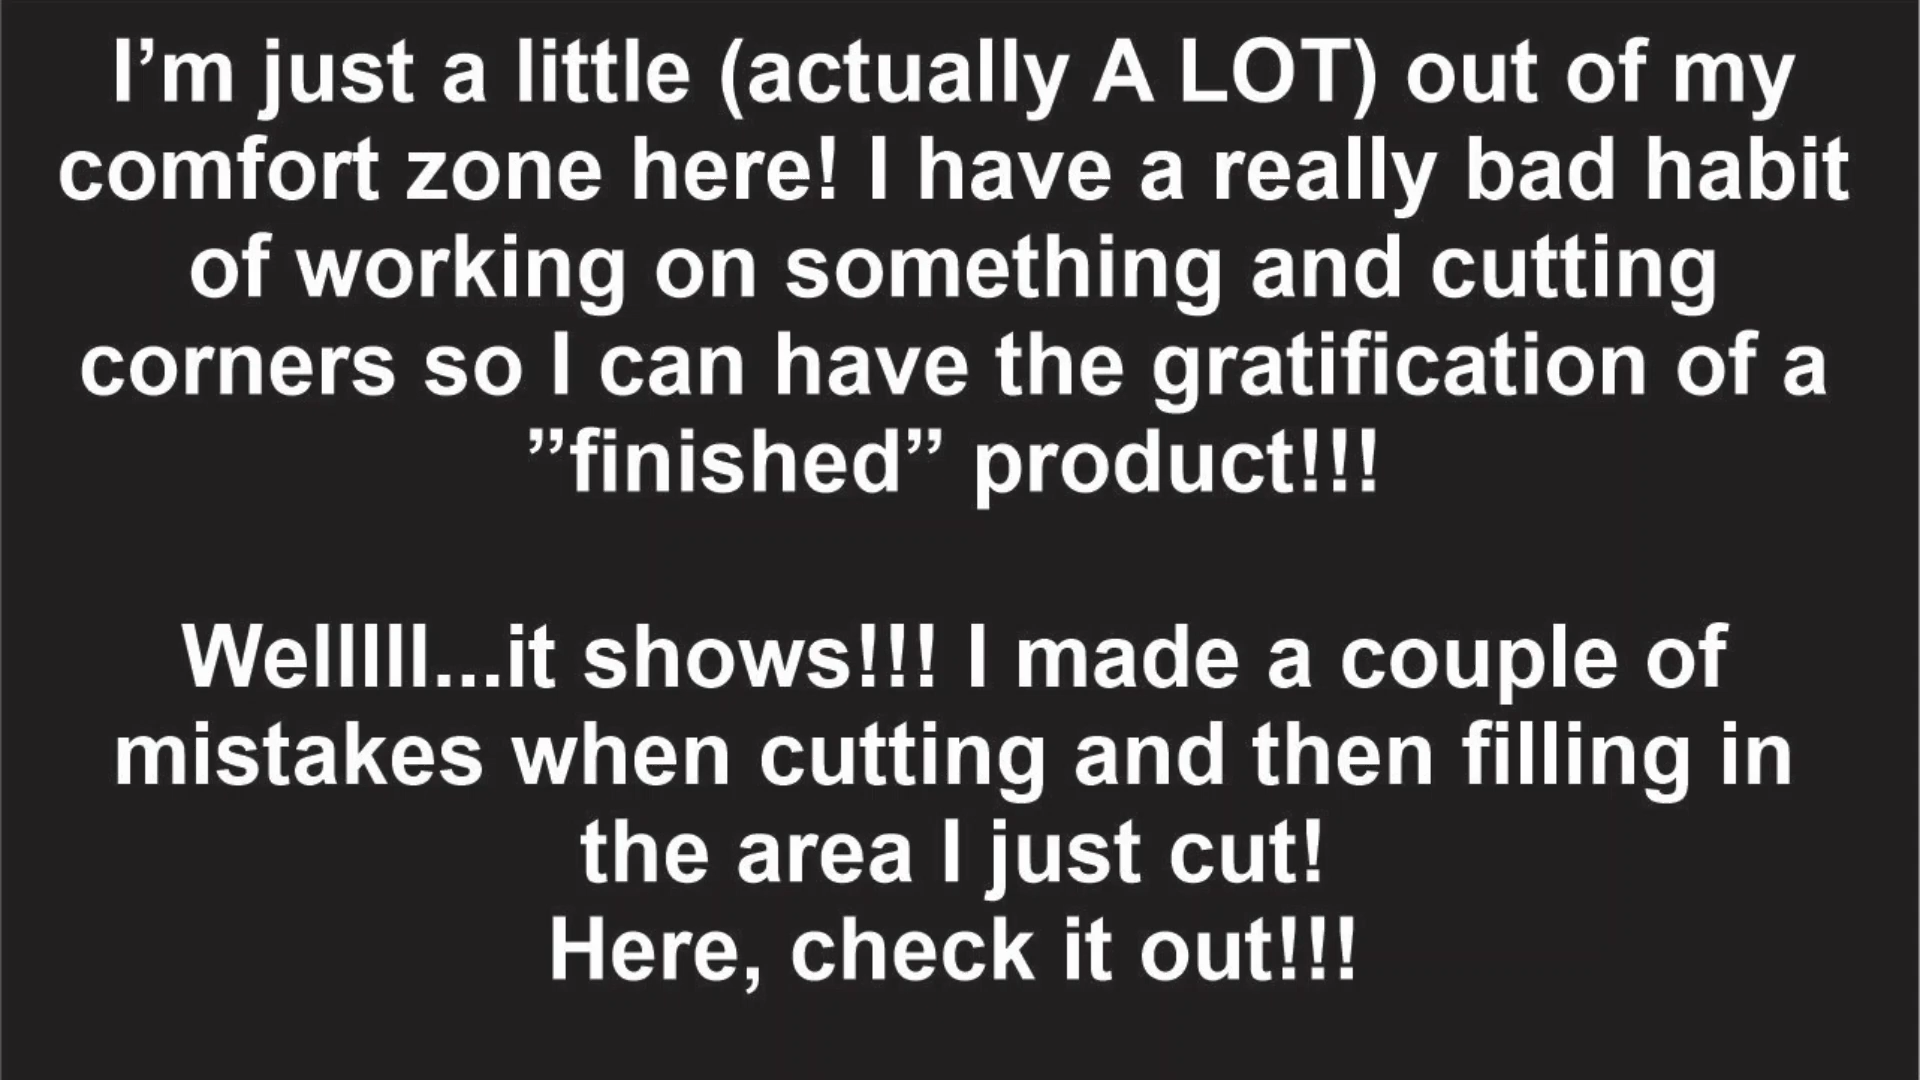 I’m just a little (actually A LOT) out of my
comfort zone here! I have a really bad habit
of working on something and cutting
corners so I can have the gratification of a
”finished” product!!!
Welllll...it shows!!! I made a couple of
mistakes when cutting and then filling in
the area I just cut!
Here, check it out!!!